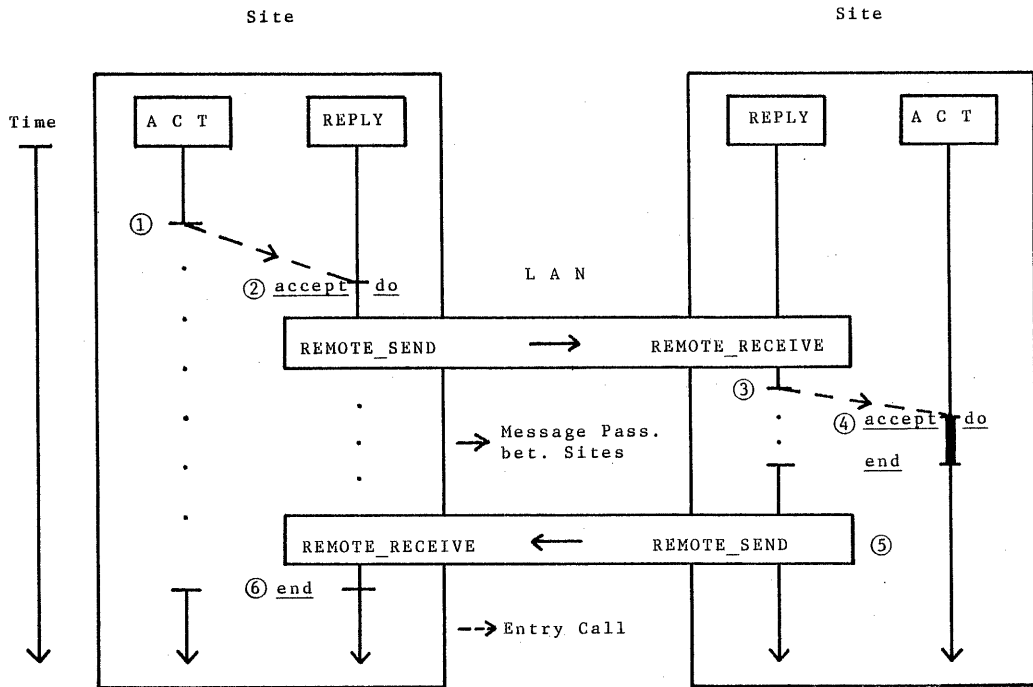 Site
Site
Time
A C T
REPLY
REPLY
A C T
①
② accept do
L A N
REMOTE_SEND
REMOTE_RECEIVE
③
④ accept do
Message Pass.
bet. Sites
end
REMOTE_RECEIVE
REMOTE_SEND
⑤
⑥ end
Entry Call